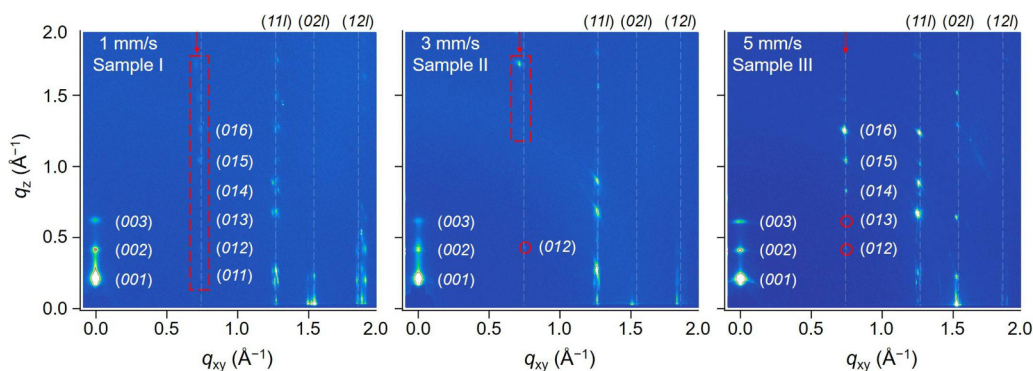 (11l) (02l) (12l)
(11l) (02l) (12l)
(11l) (02l) (12l)
2.0
1.5
1.0
0.5
0.0
qz (Å−1)
1 mm/s
Sample I
(016)
(015)
(014)
(013)
(012)
(011)
(003)
(002)
(001)
0.0 0.5 1.0 1.5 2.0
qxy (Å−1)
3 mm/s
Sample II
(003)
(002)
(001)
(012)
0.0 0.5 1.0 1.5 2.0
qxy (Å−1)
5 mm/s
Sample III
(016)
(015)
(014)
(013)
(012)
(003)
(002)
(001)
0.0 0.5 1.0 1.5 2.0
qxy (Å−1)